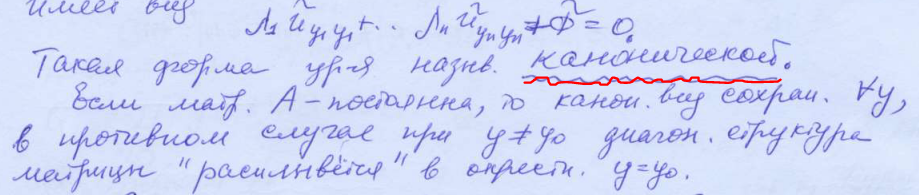 имеет вид
Λ₁ ũ_{y₁y₁} + ... Λₙ ũ_{yₙyₙ} + Φ̃ = 0.
Такая форма ур-я назыв. канонической.
Если матр. А - постоянна, то канон. вид сохран. ∀y,
в противном случае при y ≠ y₀ диагон. структура
матрицы "расплывётся" в окрестн. y = y₀.